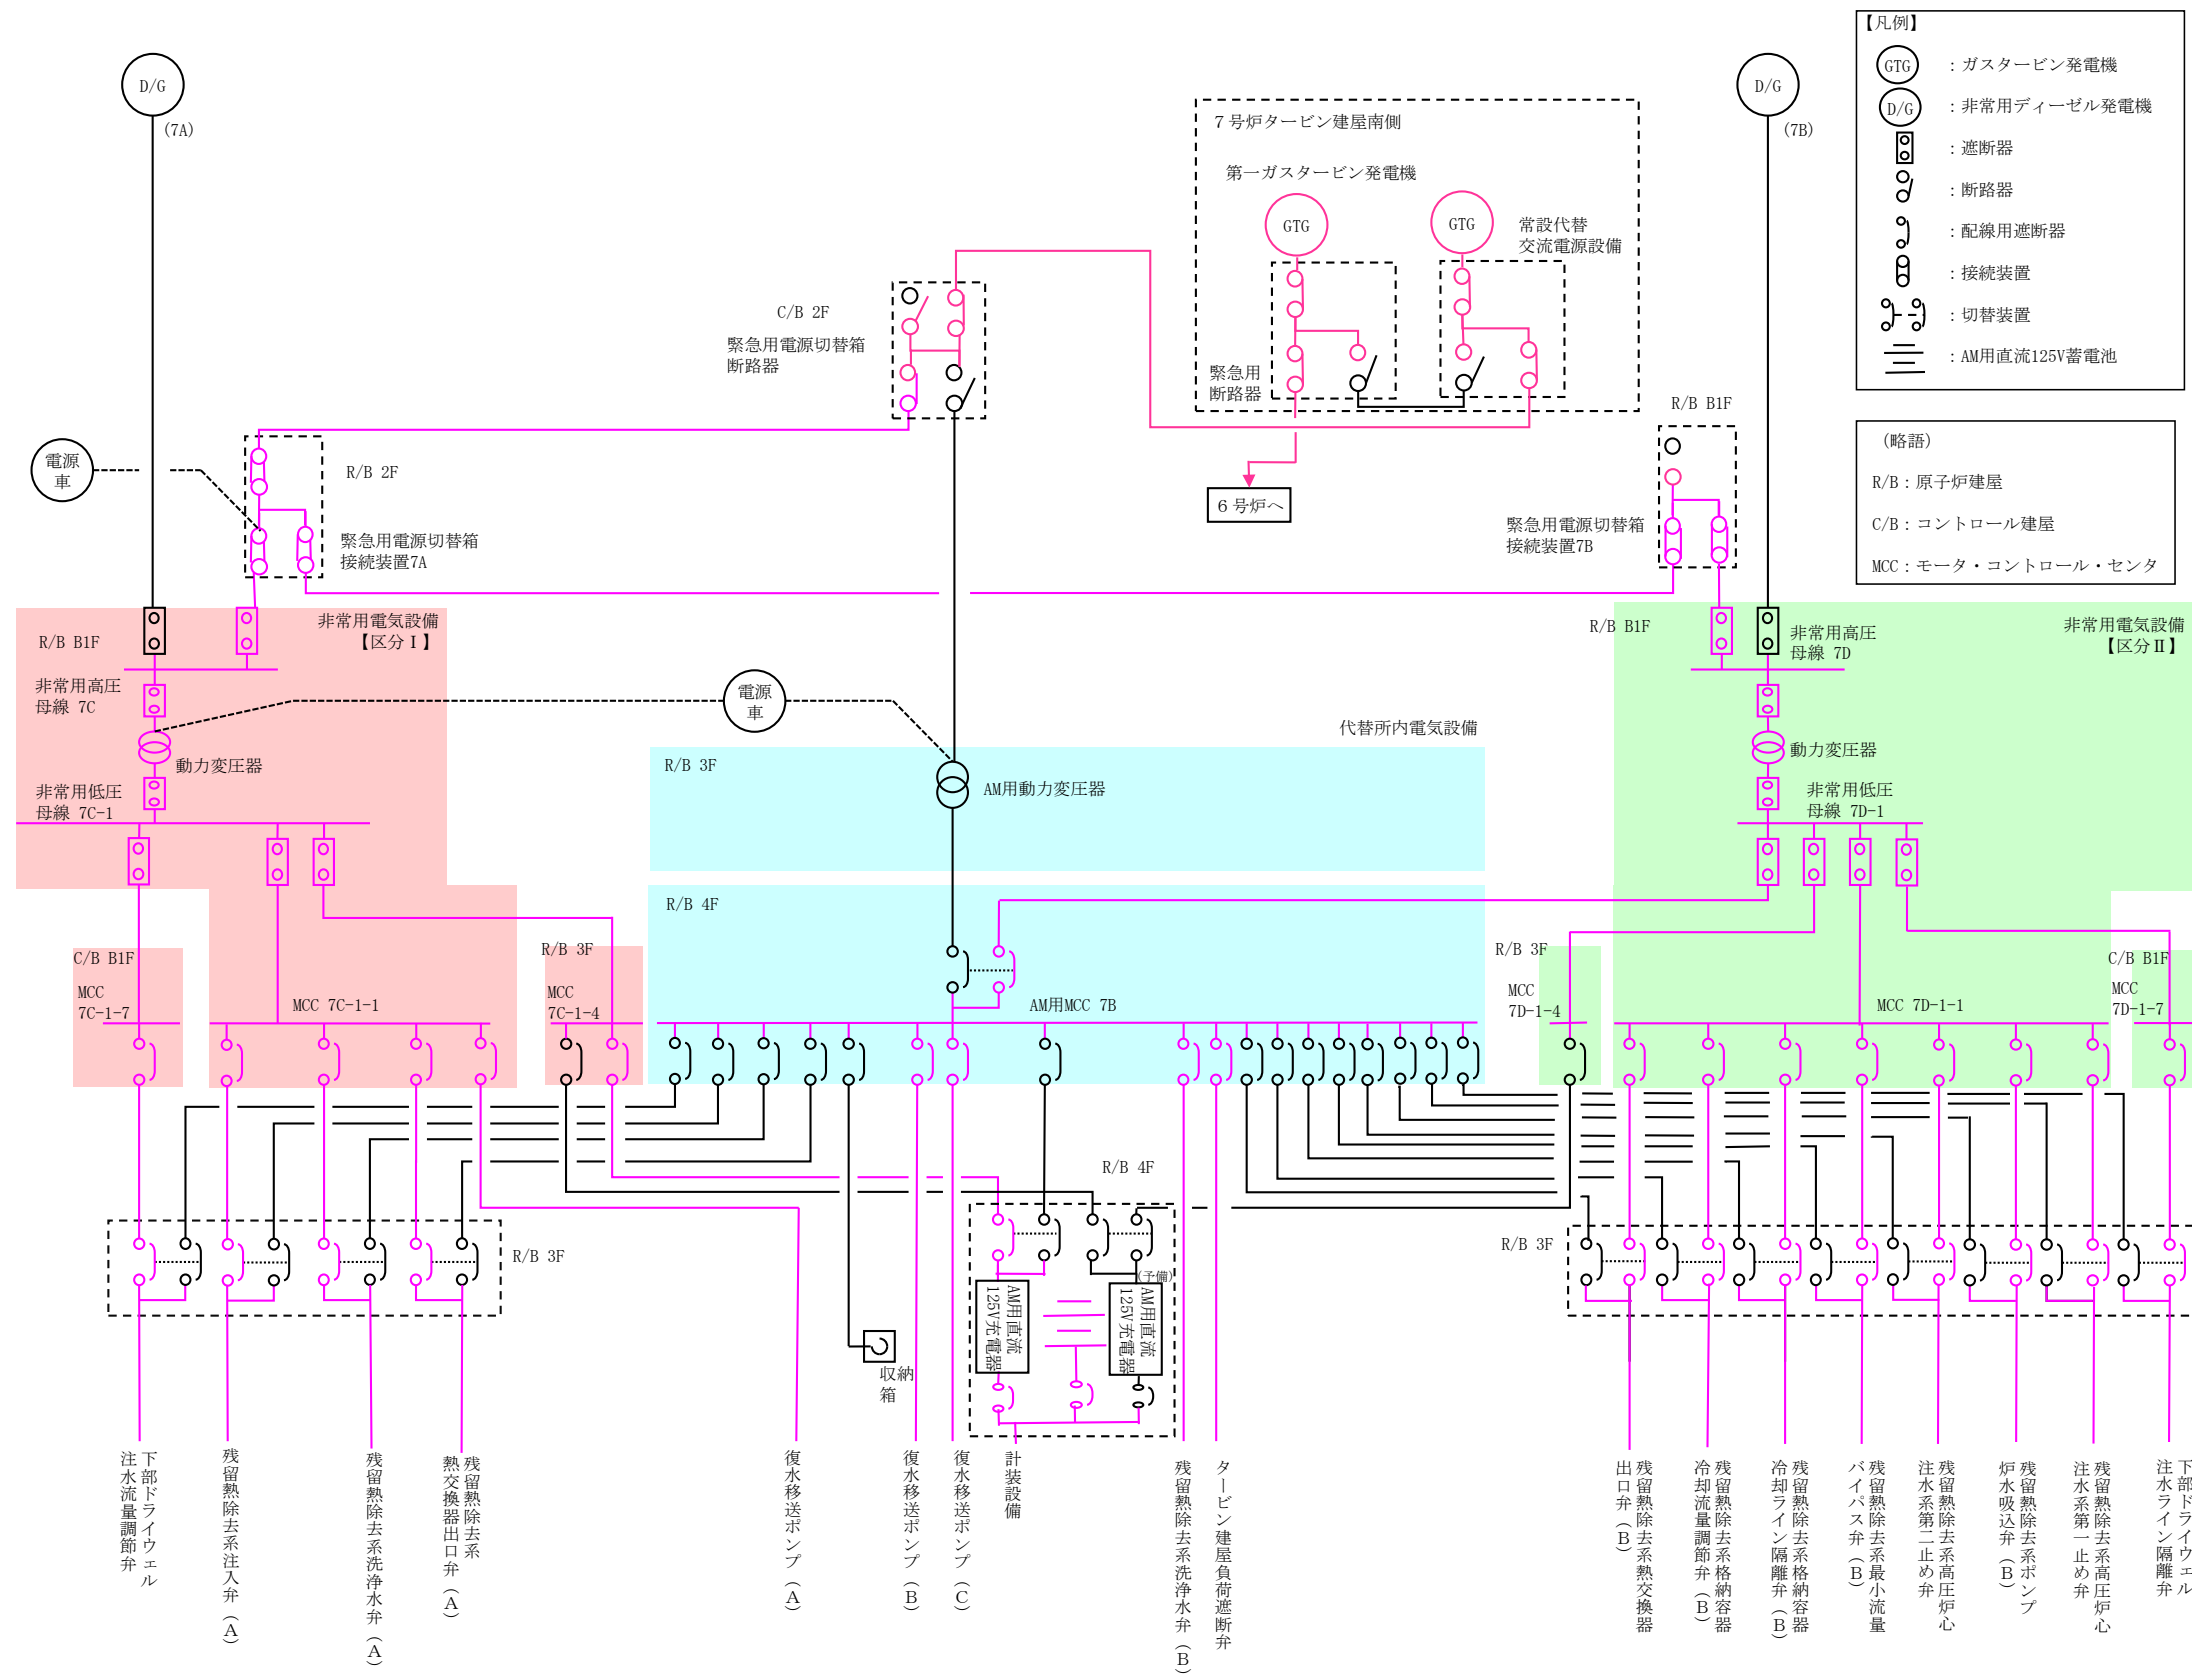 D/G
(7A)
電源
車
R/B 2F
緊急用電源切替箱
接続装置7A
C/B 2F
緊急用電源切替箱
断路器
7号炉タービン建屋南側
第一ガスタービン発電機
GTG
GTG
常設代替
交流電源設備
緊急用
断路器
6号炉へ
D/G
(7B)
R/B B1F
緊急用電源切替箱
接続装置7B
【凡例】
GTG
:ガスタービン発電機
D/G
:非常用ディーゼル発電機
:遮断器
:断路器
:配線用遮断器
:接続装置
:切替装置
:AM用直流125V蓄電池
(略語)
R/B:原子炉建屋
C/B:コントロール建屋
MCC:モータ・コントロール・センタ
R/B B1F
非常用電気設備
【区分Ⅰ】
非常用高圧
母線 7C
動力変圧器
非常用低圧
母線 7C-1
電源
車
代替所内電気設備
R/B 3F
AM用動力変圧器
R/B 4F
R/B B1F
非常用高圧
母線 7D
非常用電気設備
【区分Ⅱ】
動力変圧器
非常用低圧
母線 7D-1
C/B B1F
MCC
7C-1-7
MCC 7C-1-1
R/B 3F
MCC
7C-1-4
AM用MCC 7B
R/B 3F
MCC
7D-1-4
MCC 7D-1-1
C/B B1F
MCC
7D-1-7
R/B 3F
R/B 4F
(予備)
AM用直流
125V充電器
AM用直流
125V充電器
収納
箱
R/B 3F
下部ドライウェル
注水流量調節弁
残留熱除去系注入弁(A)
残留熱除去系洗浄水弁(A)
残留熱除去系
熱交換器出口弁(A)
復水移送ポンプ(A)
復水移送ポンプ(B)
復水移送ポンプ(C)
計装設備
残留熱除去系洗浄水弁(B)
タービン建屋負荷遮断弁
残留熱除去系熱交換器
出口弁(B)
残留熱除去系格納容器
冷却流量調節弁(B)
残留熱除去系格納容器
冷却ライン隔離弁(B)
残留熱除去系最小流量
バイパス弁(B)
残留熱除去系高圧炉心
注水系第二止め弁
残留熱除去系ポンプ
炉水吸込弁(B)
残留熱除去系高圧炉心
注水系第一止め弁
下部ドライウェル
注水ライン隔離弁